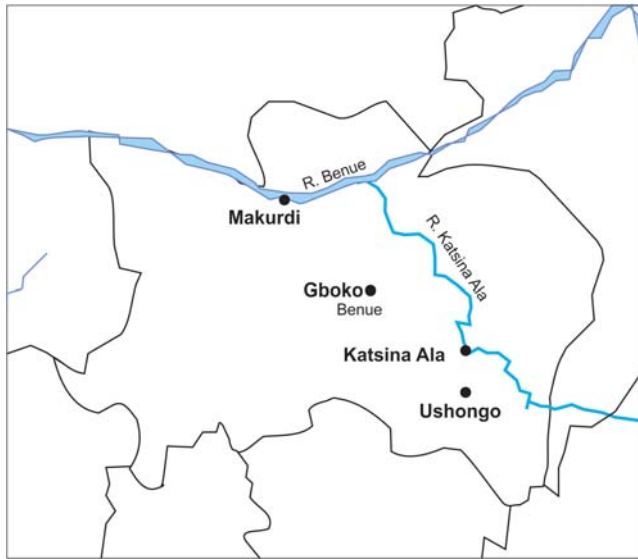 R. Benue
Makurdi
R. Katsina Ala
Gboko
Benue
Katsina Ala
Ushongo